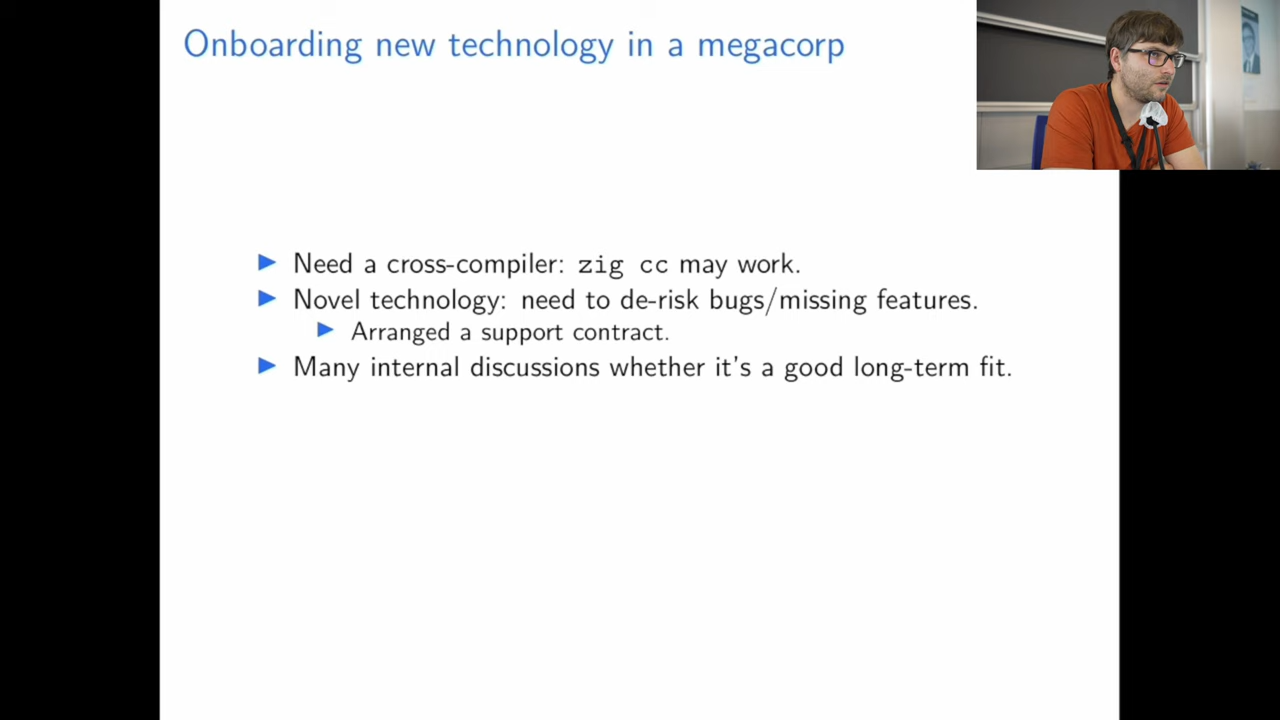 Onboarding new technology in a megacorp
Need a cross-compiler: zig cc may work.
Novel technology: need to de-risk bugs/missing features.
Arranged a support contract.
Many internal discussions whether it's a good long-term fit.